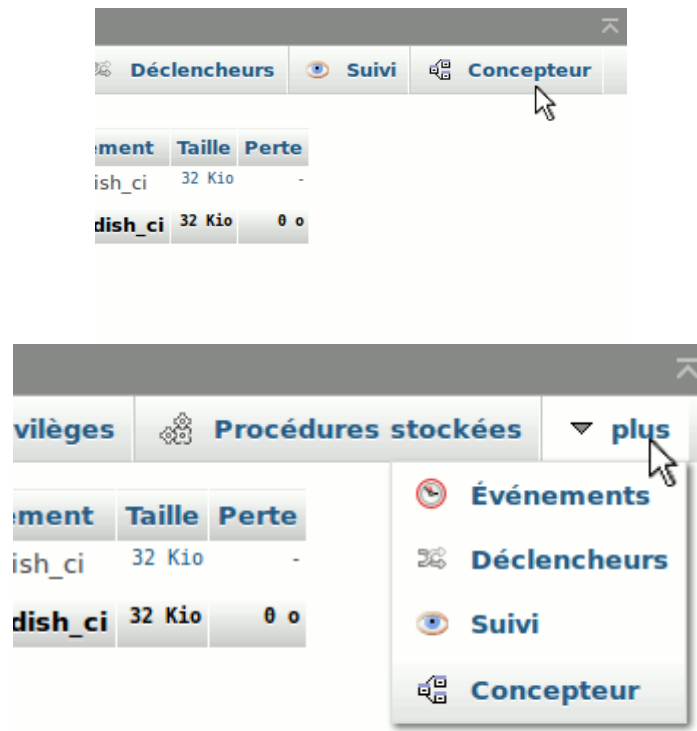 Déclencheurs Suivi Concepteur
ement Taille Perte
ish_ci 32 Kio -
dish_ci 32 Kio 0 o
vilèges Procédures stockées plus
ement Taille Perte
Événements
ish_ci 32 Kio -
Déclencheurs
dish_ci 32 Kio 0 o
Suivi
Concepteur